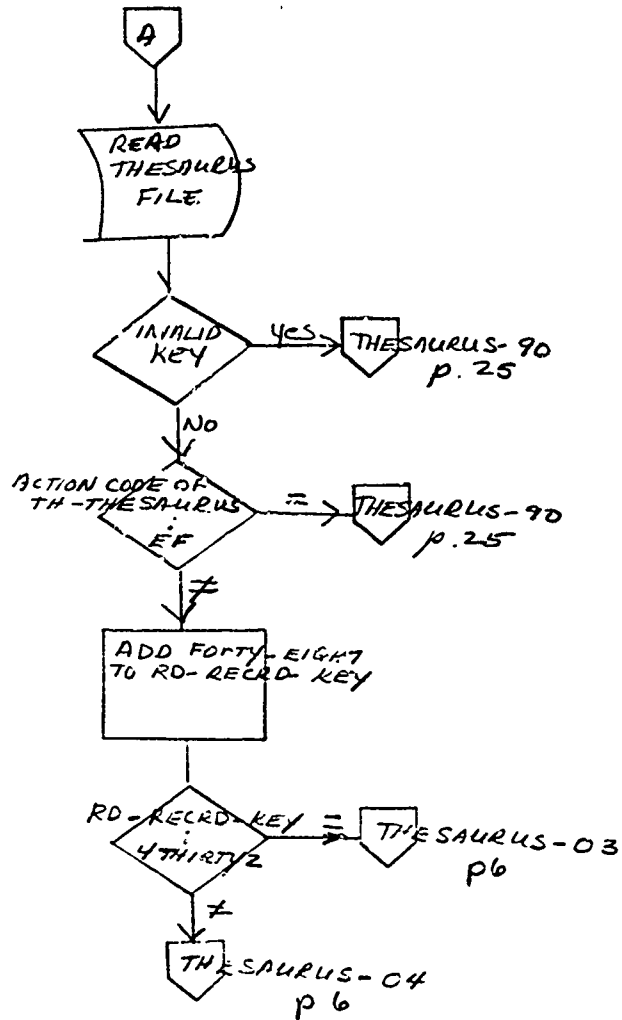 A
READ
THESAURUS
FILE.
INVALID
KEY
yes
THESAURUS-90
p. 25
NO
ACTION CODE OF
TH-THESAURUS
:
EF
=
THESAURUS-90
p. 25
≠
ADD FORTY-EIGHT
TO RD-RECRD-KEY
RD-RECRD-KEY
:
4THIRTY2
=
THESAURUS-03
p6
≠
THESAURUS-04
p 6